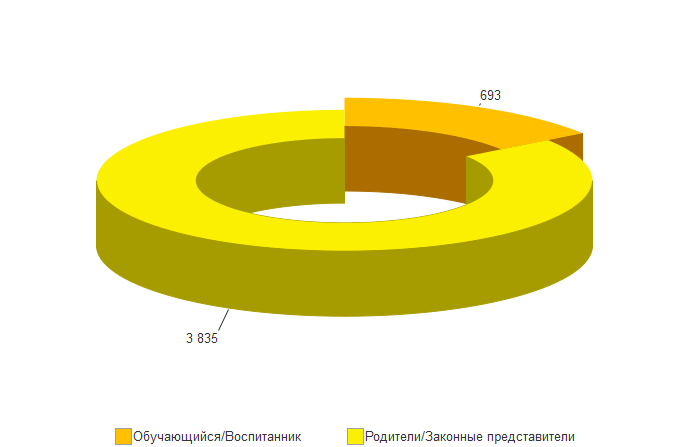 693
3 835
Обучающийся/Воспитанник
Родители/Законные представители